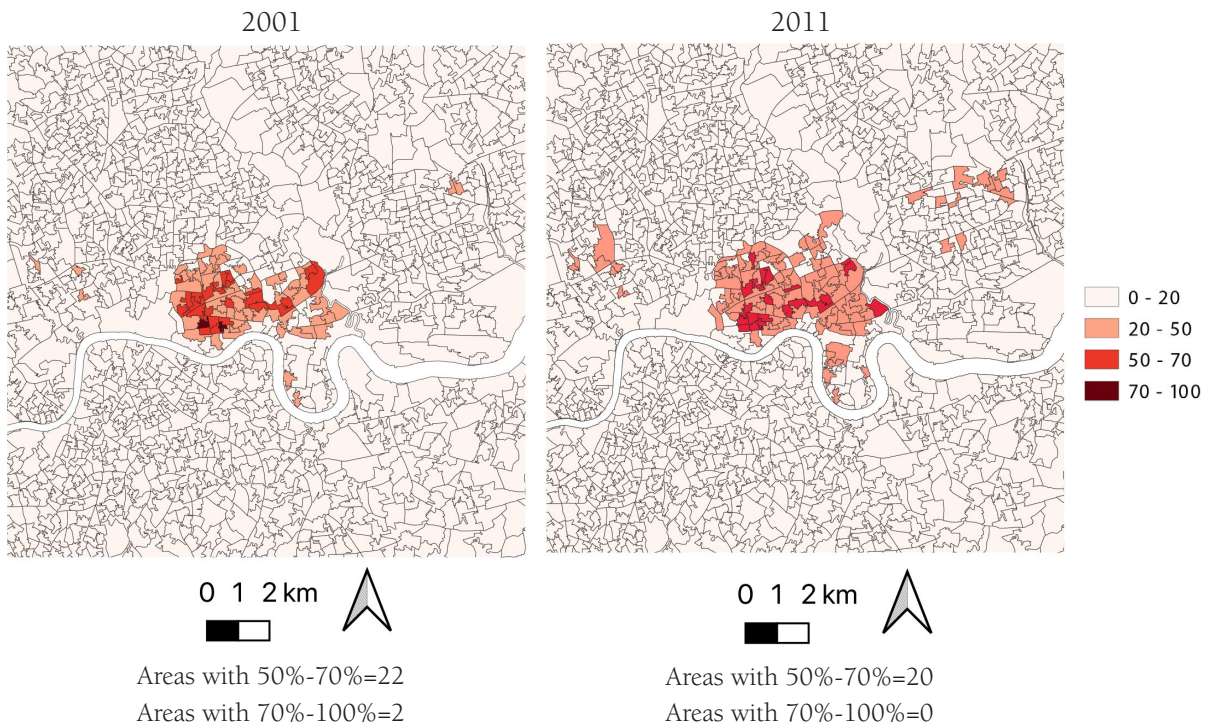 2001
2011
0 - 20
20 - 50
50 - 70
70 - 100
0 1 2 km
0 1 2 km
Areas with 50%-70%=22
Areas with 70%-100%=2
Areas with 50%-70%=20
Areas with 70%-100%=0